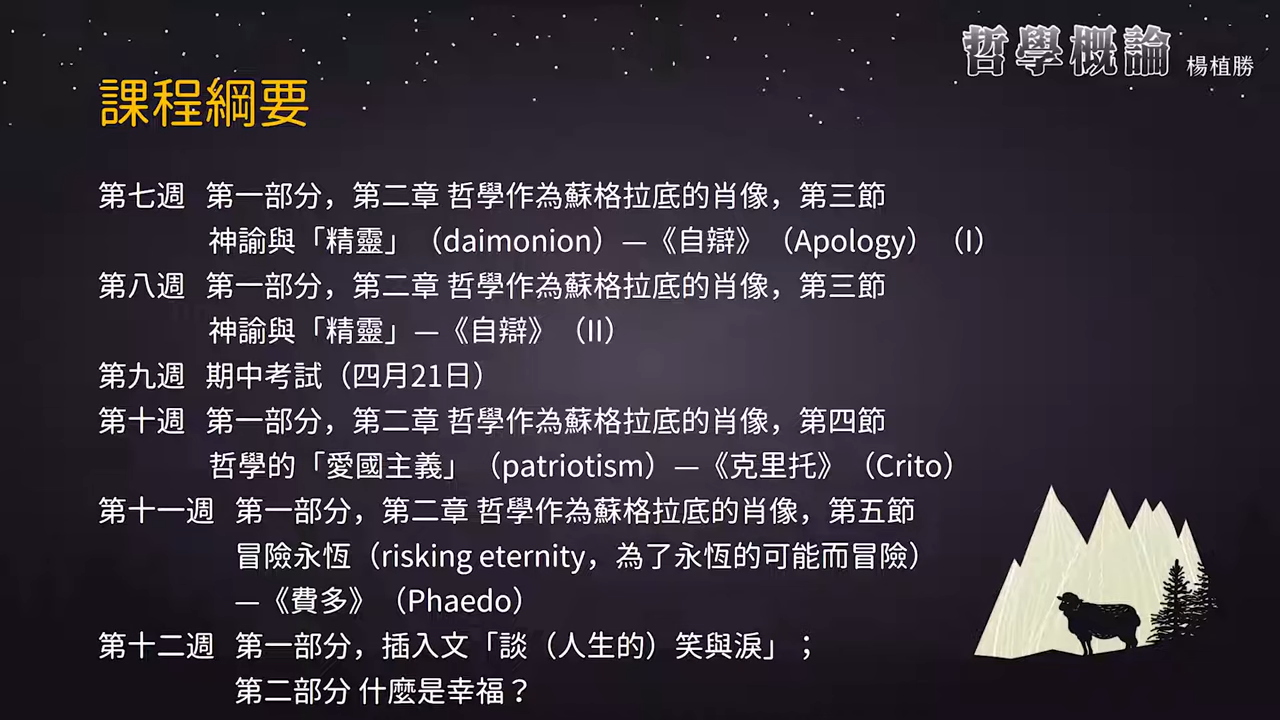 哲學概論 楊植勝
課程綱要
第七週 第一部分，第二章 哲學作為蘇格拉底的肖像，第三節
神諭與「精靈」（daimonion）—《自辯》（Apology）（I）
第八週 第一部分，第二章 哲學作為蘇格拉底的肖像，第三節
神諭與「精靈」—《自辯》（II）
第九週 期中考試（四月21日）
第十週 第一部分，第二章 哲學作為蘇格拉底的肖像，第四節
哲學的「愛國主義」（patriotism）—《克里托》（Crito）
第十一週 第一部分，第二章 哲學作為蘇格拉底的肖像，第五節
冒險永恆（risking eternity，為了永恆的可能而冒險）
—《費多》（Phaedo）
第十二週 第一部分，插入文「談（人生的）笑與淚」；
第二部分 什麼是幸福？